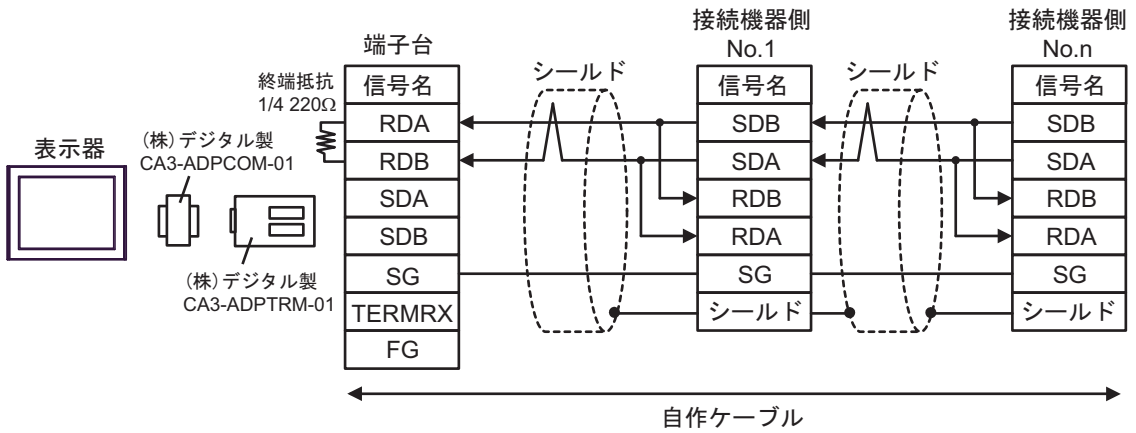 表示器
(株)デジタル製
CA3-ADPCOM-01
(株)デジタル製
CA3-ADPTRM-01
終端抵抗
1/4 220Ω
端子台
信号名
RDA
RDB
SDA
SDB
SG
TERMRX
FG
シールド
接続機器側
No.1
信号名
SDB
SDA
RDB
RDA
SG
シールド
シールド
接続機器側
No.n
信号名
SDB
SDA
RDB
RDA
SG
シールド
自作ケーブル